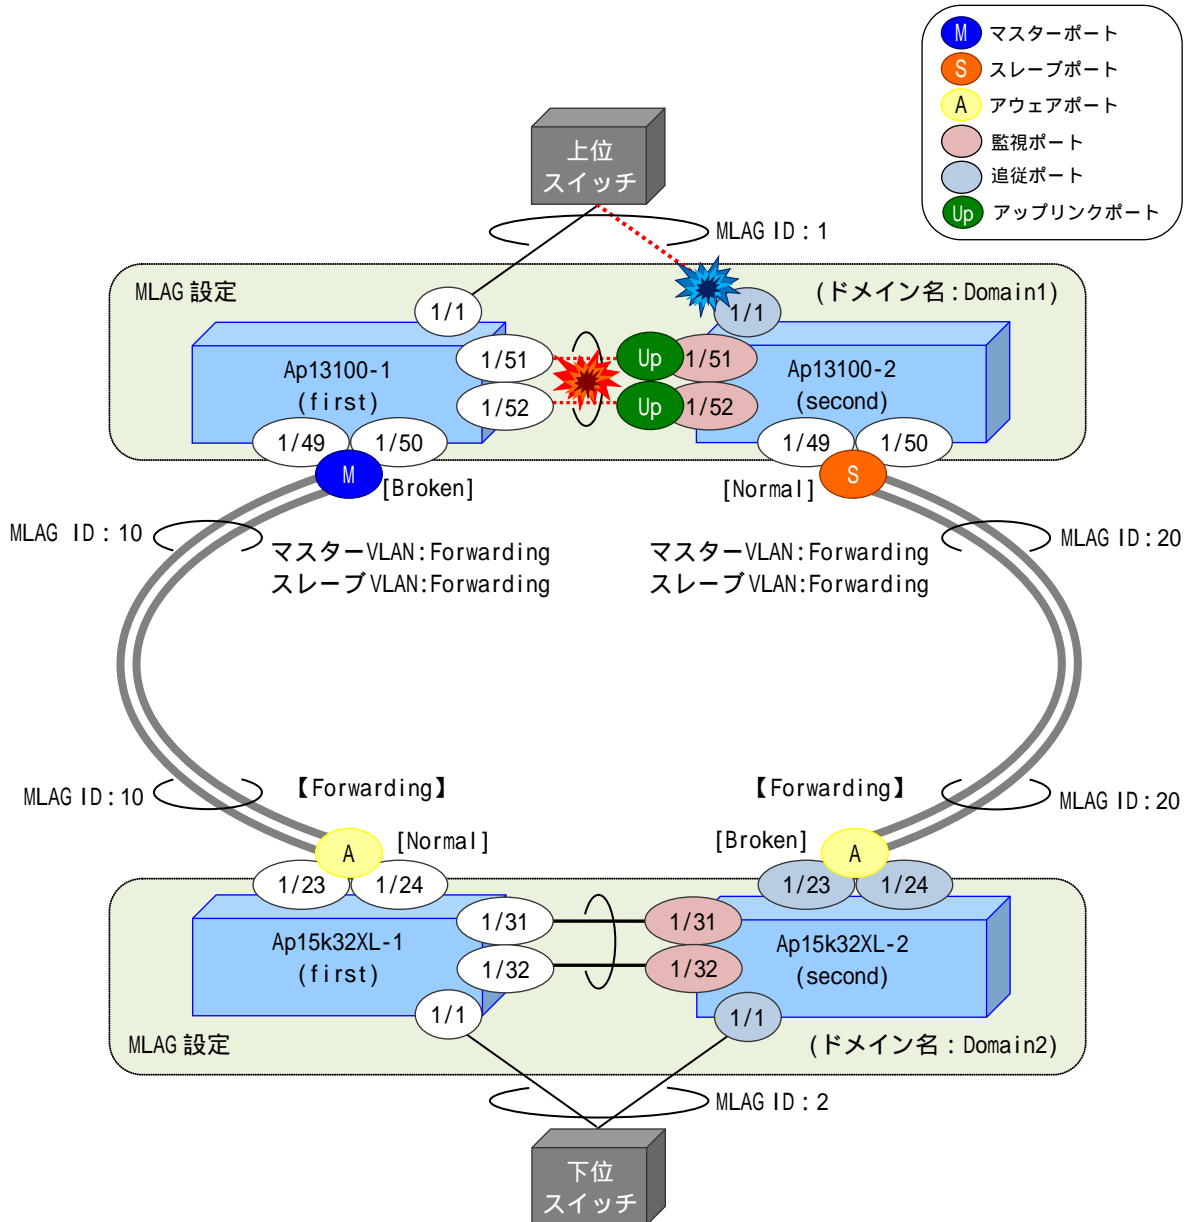 M マスターポート
S スレーブポート
A アウェアポート
監視ポート
追従ポート
Up アップリンクポート
上位
スイッチ
MLAG ID : 1
MLAG 設定
(ドメイン名 : Domain1)
1/1
1/1
1/51
Up
1/51
Ap13100-1
(first)
Ap13100-2
(second)
1/52
Up
1/52
1/49
1/50
1/49
1/50
M
[Broken]
[Normal]
S
MLAG ID : 10
MLAG ID : 20
マスターVLAN:Forwarding
スレーブVLAN:Forwarding
マスターVLAN:Forwarding
スレーブVLAN:Forwarding
MLAG ID : 10
【Forwarding】
【Forwarding】
MLAG ID : 20
A
[Normal]
[Broken]
A
1/23
1/24
1/23
1/24
1/31
1/31
Ap15k32XL-1
(first)
Ap15k32XL-2
(second)
1/32
1/32
1/1
1/1
MLAG 設定
(ドメイン名 : Domain2)
MLAG ID : 2
下位
スイッチ